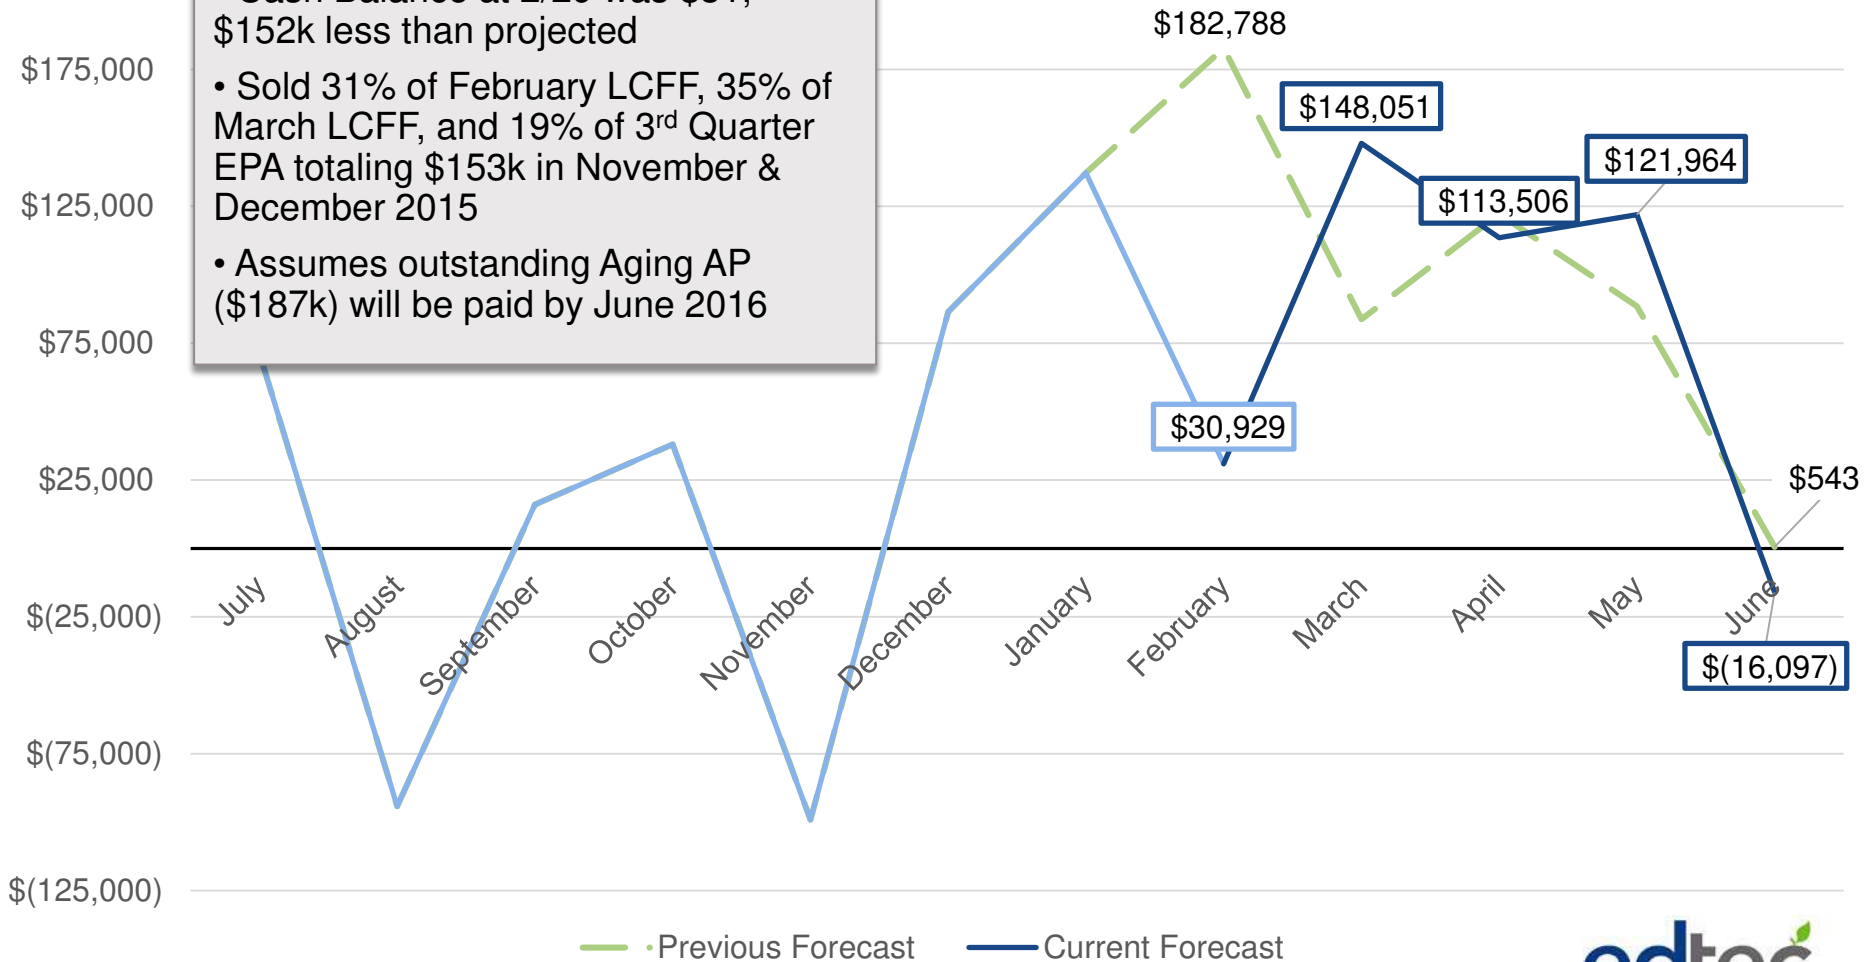 $152k less than projected
• Sold 31% of February LCFF, 35% of
March LCFF, and 19% of 3rd Quarter
EPA totaling $153k in November &
December 2015
• Assumes outstanding Aging AP
($187k) will be paid by June 2016
$182,788
$175,000
$148,051
$121,964
$125,000
$113,506
$75,000
$30,929
$25,000
$543
July
August
September
October
November
December
January
February
March
April
May
June
$(25,000)
$(16,097)
$(75,000)
$(125,000)
Previous Forecast
Current Forecast
edtec